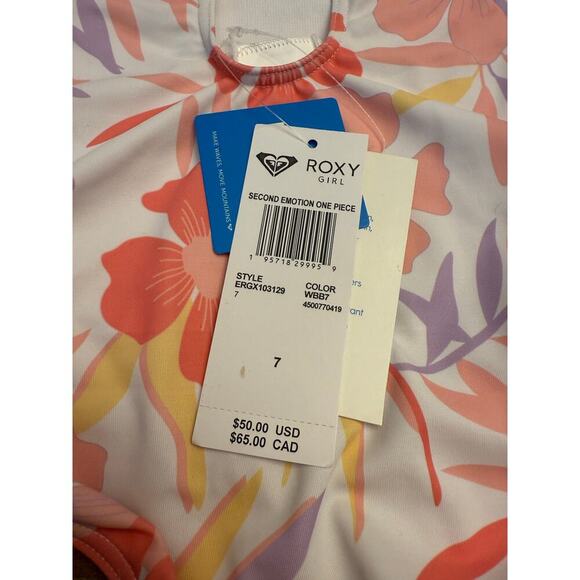 MAKE WAVES, MOVE MOUNTAINS
ROXY
GIRL
SECOND EMOTION ONE PIECE
1 95718 29995 9
STYLE COLOR
ERGX103129 WBB7
7 4500770419
7
$50.00 USD
$65.00 CAD